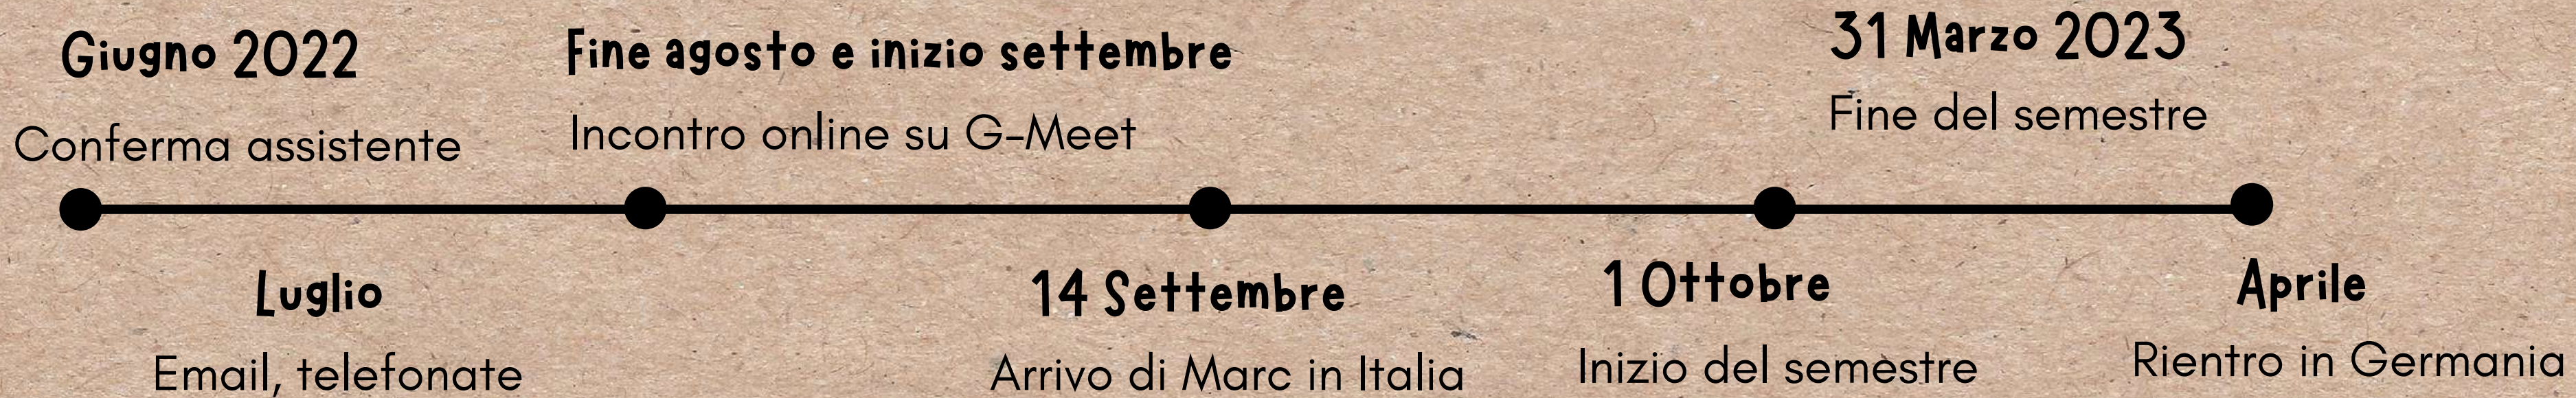 Giugno 2022
Conferma assistente
Luglio
Email, telefonate
Fine agosto e inizio settembre
Incontro online su G-Meet
14 Settembre
Arrivo di Marc in Italia
1 Ottobre
Inizio del semestre
31 Marzo 2023
Fine del semestre
Aprile
Rientro in Germania